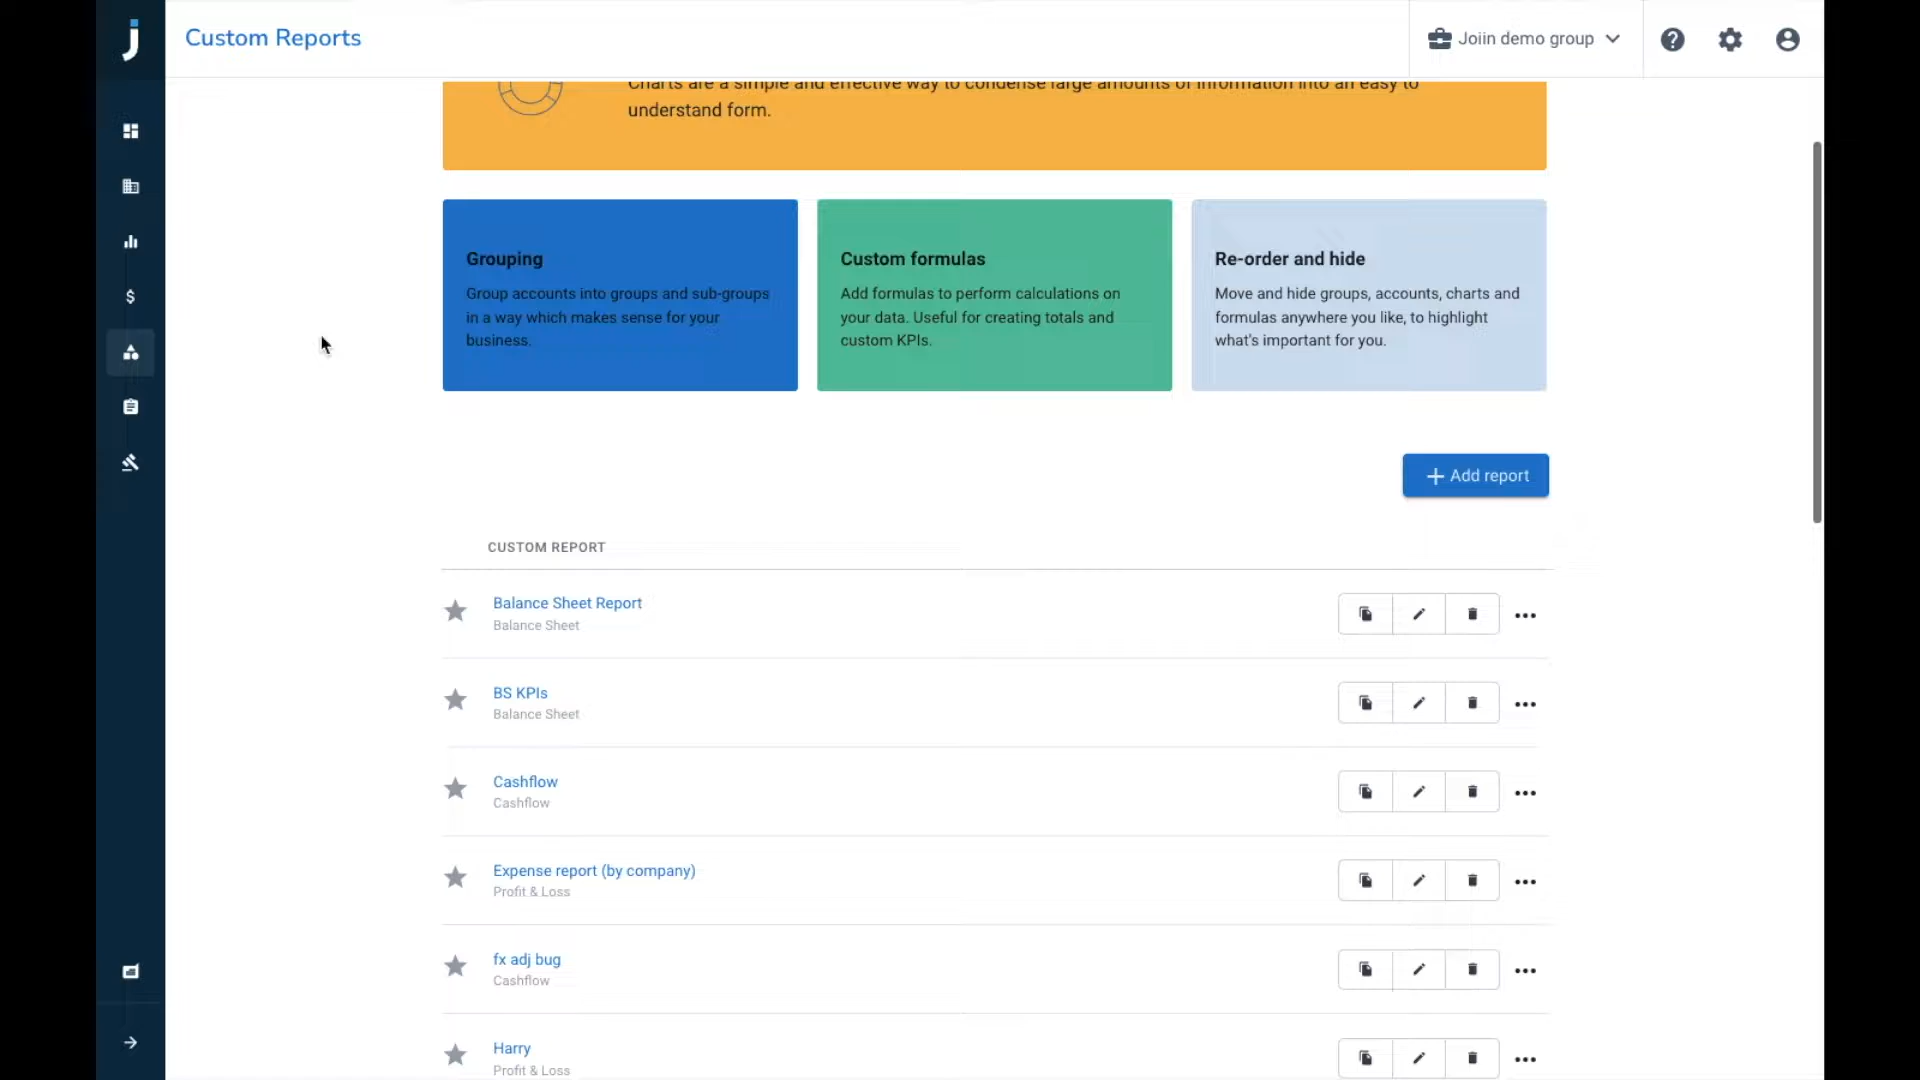 Custom Reports
Joiin demo group
Charts are a simple and effective way to condense large amounts of information into an easy to
understand form.
Grouping
Group accounts into groups and sub-groups
in a way which makes sense for your
business.
Custom formulas
Add formulas to perform calculations on
your data. Useful for creating totals and
custom KPIs.
Re-order and hide
Move and hide groups, accounts, charts and
formulas anywhere you like, to highlight
what's important for you.
Add report
CUSTOM REPORT
Balance Sheet Report
Balance Sheet
BS KPIs
Balance Sheet
Cashflow
Cashflow
Expense report (by company)
Profit & Loss
fx adj bug
Cashflow
Harry
Profit & Loss